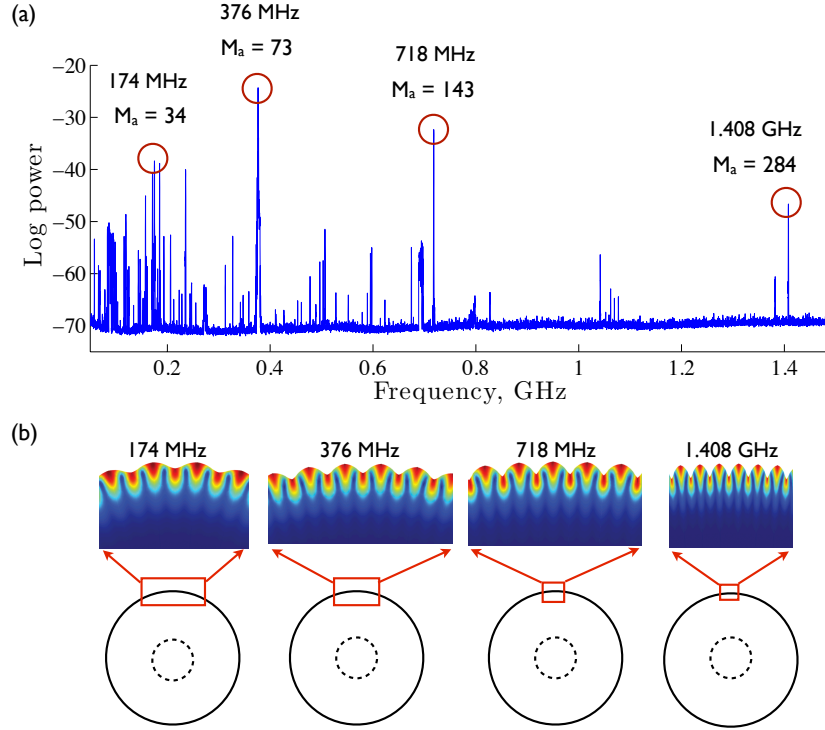 (a)
376 MHz
Mₐ = 73
718 MHz
Mₐ = 143
174 MHz
Mₐ = 34
1.408 GHz
Mₐ = 284
Log power
−20
−30
−40
−50
−60
−70
0.2
0.4
0.6
0.8
1
1.2
1.4
Frequency, GHz
(b)
174 MHz
376 MHz
718 MHz
1.408 GHz